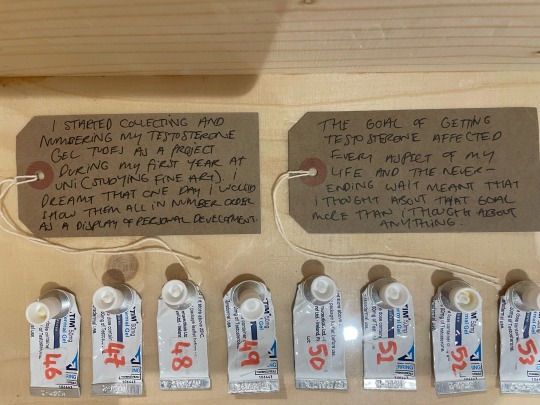 I STARTED COLLECTING AND
NUMBERING MY TESTOSTERONE
GEL TUBES AS A PROJECT
DURING MY FIRST YEAR AT
UNI (STUDYING FINE ART). I
DREAMT THAT ONE DAY I WOULD
SHOW THEM ALL IN NUMBER ORDER
AS A DISPLAY OF PERSONAL DEVELOPMENT.
THE GOAL OF GETTING
TESTOSTERONE AFFECTED
EVERY ASPECT OF MY
LIFE AND THE NEVER-
ENDING WAIT MEANT THAT
I THOUGHT ABOUT THAT GOAL
MORE THAN I THOUGHT ABOUT
ANYTHING.
46
47
48
49
50
51
52
53